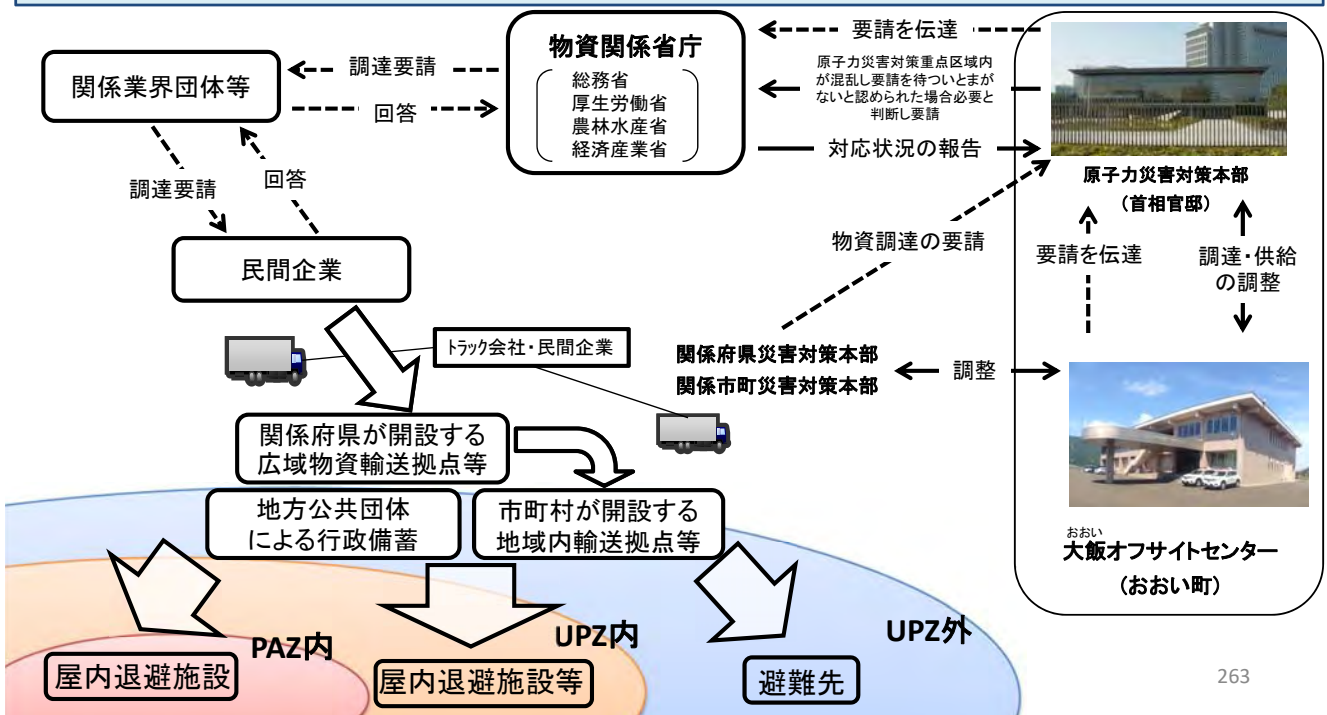 物資関係省庁
総務省
厚生労働省
農林水産省
経済産業省
関係業界団体等
調達要請
回答
要請を伝達
原子力災害対策重点区域内
が混乱し要請を待ついとまが
ないと認められた場合必要と
判断し要請
対応状況の報告
原子力災害対策本部
(首相官邸)
調達要請
回答
民間企業
物資調達の要請
要請を伝達
調達・供給
の調整
トラック会社・民間企業
関係府県災害対策本部
関係市町災害対策本部
調整
関係府県が開設する
広域物資輸送拠点等
地方公共団体
による行政備蓄
市町村が開設する
地域内輸送拠点等
おおい
大飯オフサイトセンター
(おおい町)
PAZ内
UPZ内
UPZ外
屋内退避施設
屋内退避施設等
避難先
263